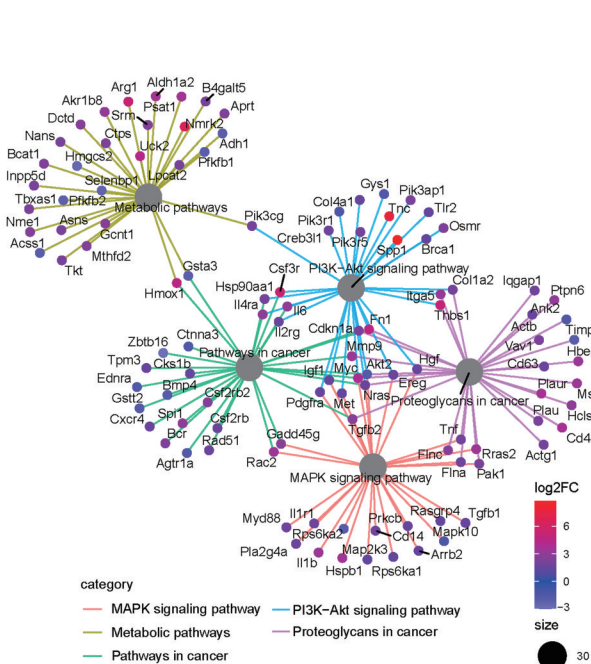 Arg1
Aldh1a2
B4galt5
Akr1b8
Psat1
Aprt
Dctd
Srm
Nmrk2
Nans
Ctps
Adh1
Uck2
Bcat1
Hmgcs2
Pfkfb1
Lpcat2
Inpp5d
Selenbp1
Tbxas1
Pfkfb2
Metabolic pathways
Nme1
Asns
Gcnt1
Acss1
Mthfd2
Tkt
Gys1
Pik3ap1
Col4a1
Tnc
Tlr2
Pik3cg
Pik3r1
Osmr
Creb3l1
Pik3r5
Spp1
Brca1
Gsta3
Csf3r
PI3K-Akt signaling pathway
Hmox1
Hsp90aa1
Col1a2
Iqgap1
Ptpn6
Il4ra
Il6
Itga5
Ank2
Thbs1
Il2rg
Cdkn1a
Fn1
Actb
Ctnna3
Vav1
Zbtb16
Pathways in cancer
Mmp9
Hgf
Cd63
Tpm3
Cks1b
Igf1
Myc
Akt2
Ednra
Bmp4
Ereg
Proteoglycans in cancer
Plaur
Gstt2
Csf2rb2
Pdgfra
Met
Nras
Cxcr4
Spi1
Csf2rb
Tgfb2
Plau
Bcr
Rad51
Gadd45g
Tnf
Actg1
Agtr1a
Rac2
Flnc
Rras2
Flna
Pak1
MAPK signaling pathway
Myd88
Il1r1
Prkcb
Rasgrp4
Tgfb1
Rps6ka2
Cd14
Mapk10
Pla2g4a
Il1b
Map2k3
Arrb2
Hspb1
Rps6ka1
log2FC
6
3
0
−3
size
30
category
MAPK signaling pathway
PI3K−Akt signaling pathway
Metabolic pathways
Proteoglycans in cancer
Pathways in cancer